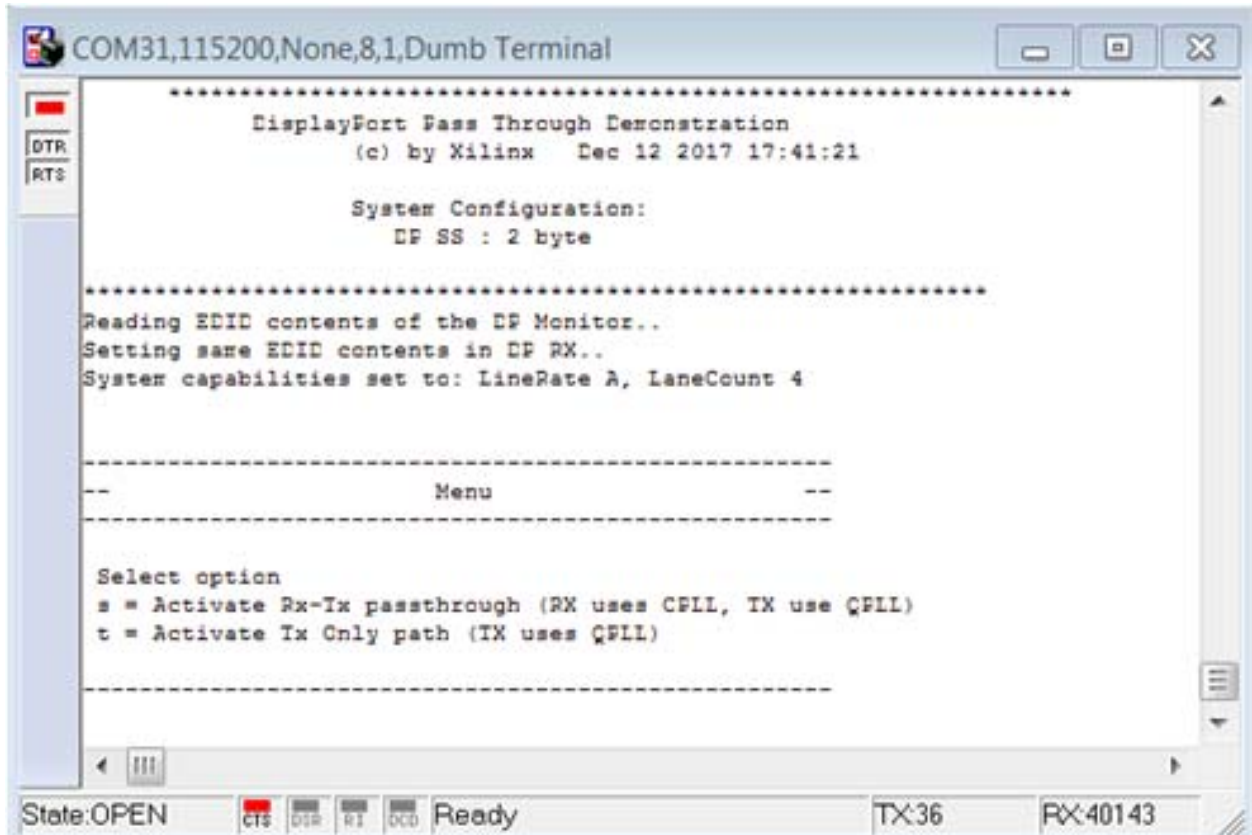 COM31,115200,None,8,1,Dumb Terminal
DTR
RTS
****************************************************************
DisplayPort Pass Through Demonstration
(c) by Xilinx   Dec 12 2017 17:41:21
System Configuration:
DP SS : 2 byte
****************************************************************
Reading EDID contents of the DP Monitor..
Setting same EDID contents in DP RX..
System capabilities set to: LineRate A, LaneCount 4
-----------------------------------------------------
--                       Menu                      --
-----------------------------------------------------
Select option
s = Activate Rx-Tx passthrough (RX uses CPLL, TX use QPLL)
t = Activate Tx Only path (TX uses QPLL)
-----------------------------------------------------
State:OPEN CTS DSR RI DCD Ready TX:36 RX:40143